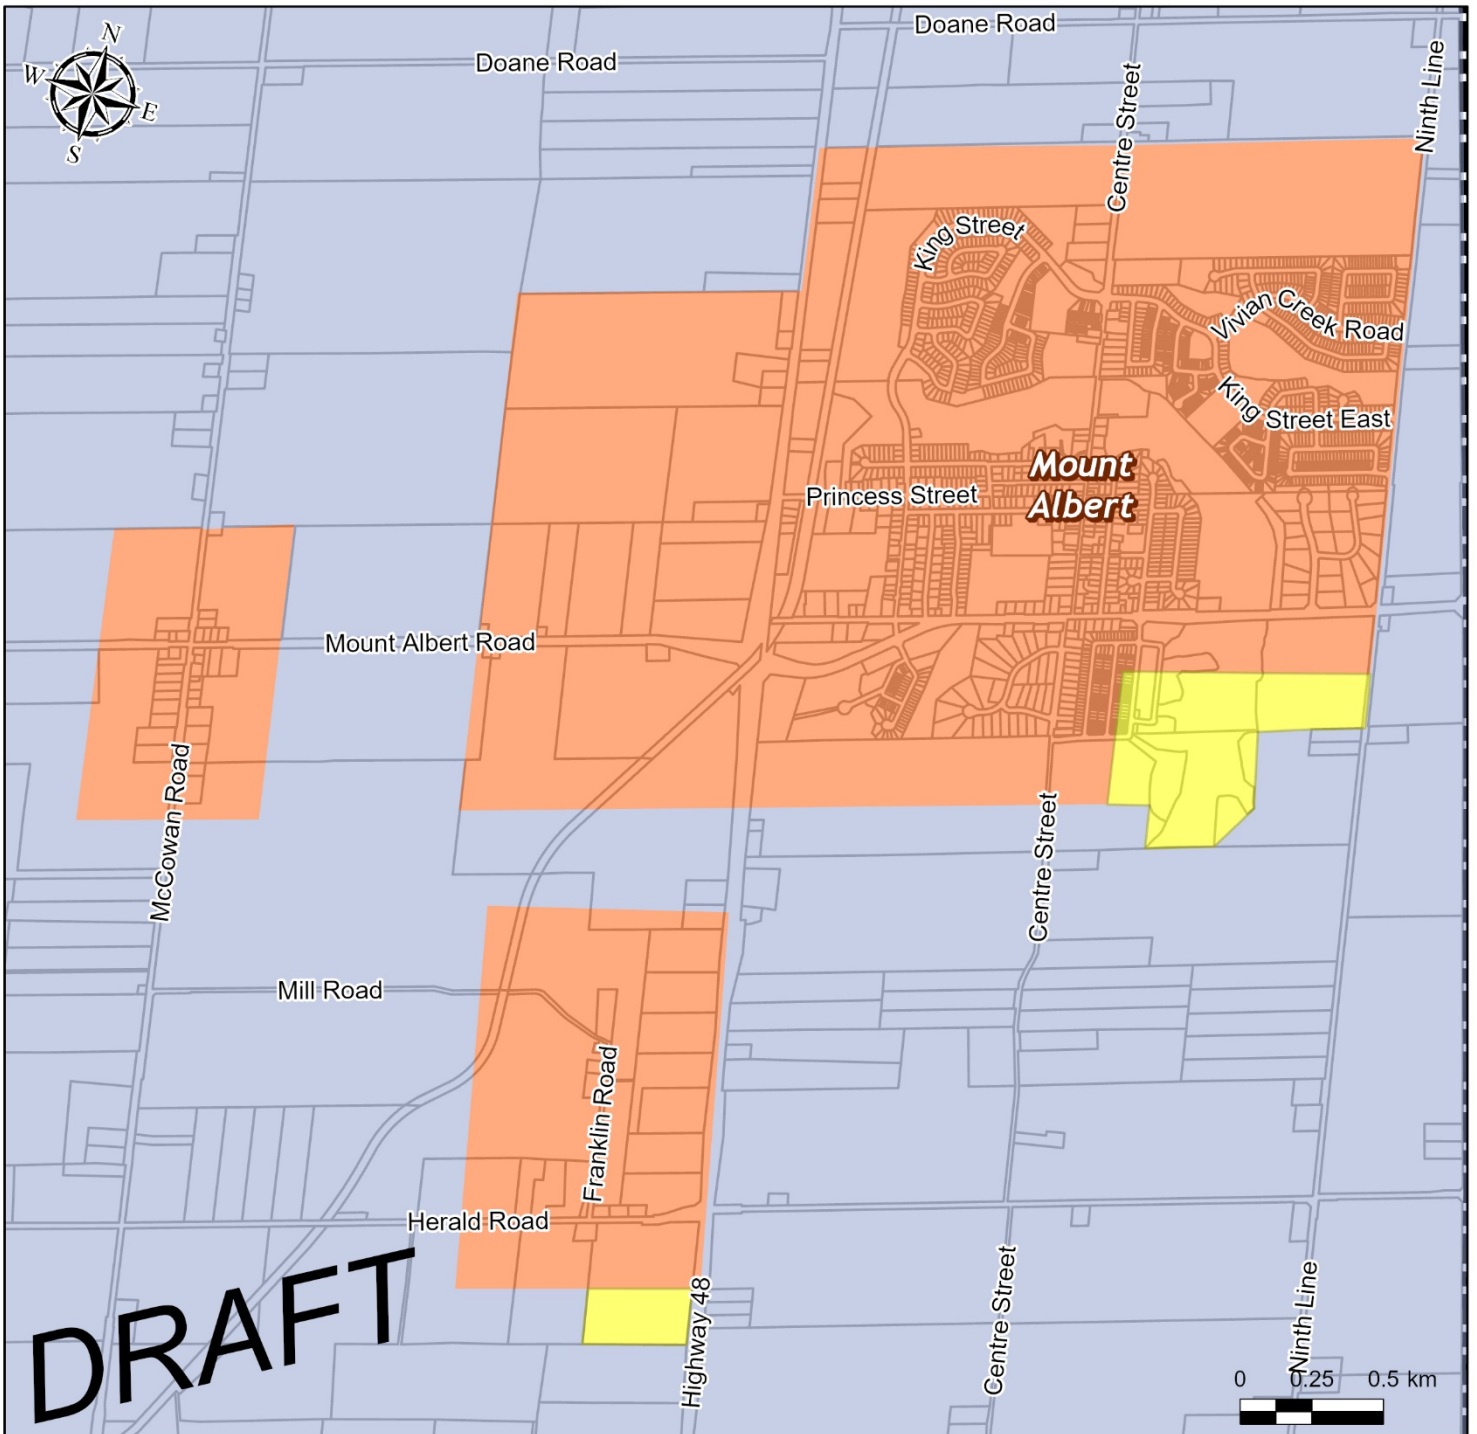 Doane Road
Doane Road
N
W
E
S
Ninth Line
Centre Street
King Street
Vivian Creek Road
King Street East
Mount
Albert
Princess Street
Mount Albert Road
McCowan Road
Centre Street
Mill Road
Franklin Road
Herald Road
DRAFT
Highway 48
Centre Street
Ninth Line
0 0.25 0.5 km